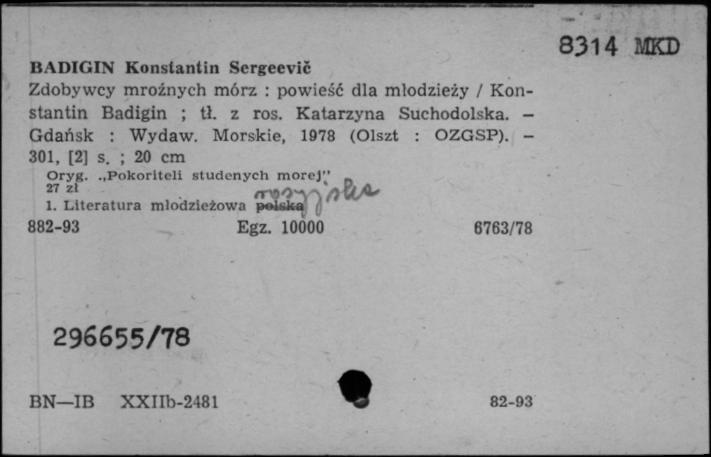 8314 MKD
BADIGIN Konstantin Sergeevič
Zdobywcy mroźnych mórz : powieść dla młodzieży / Kon-
stantin Badigin ; tł. z ros. Katarzyna Suchodolska. –
Gdańsk : Wydaw. Morskie, 1978 (Olszt : OZGSP). –
301, [2] s. ; 20 cm
Oryg. „Pokoriteli studenych morej”
27 zł
1. Literatura młodzieżowa polska rosyjska
882-93 Egz. 10000 6763/78
296655/78
BN—IB XXIIb-2481 82-93